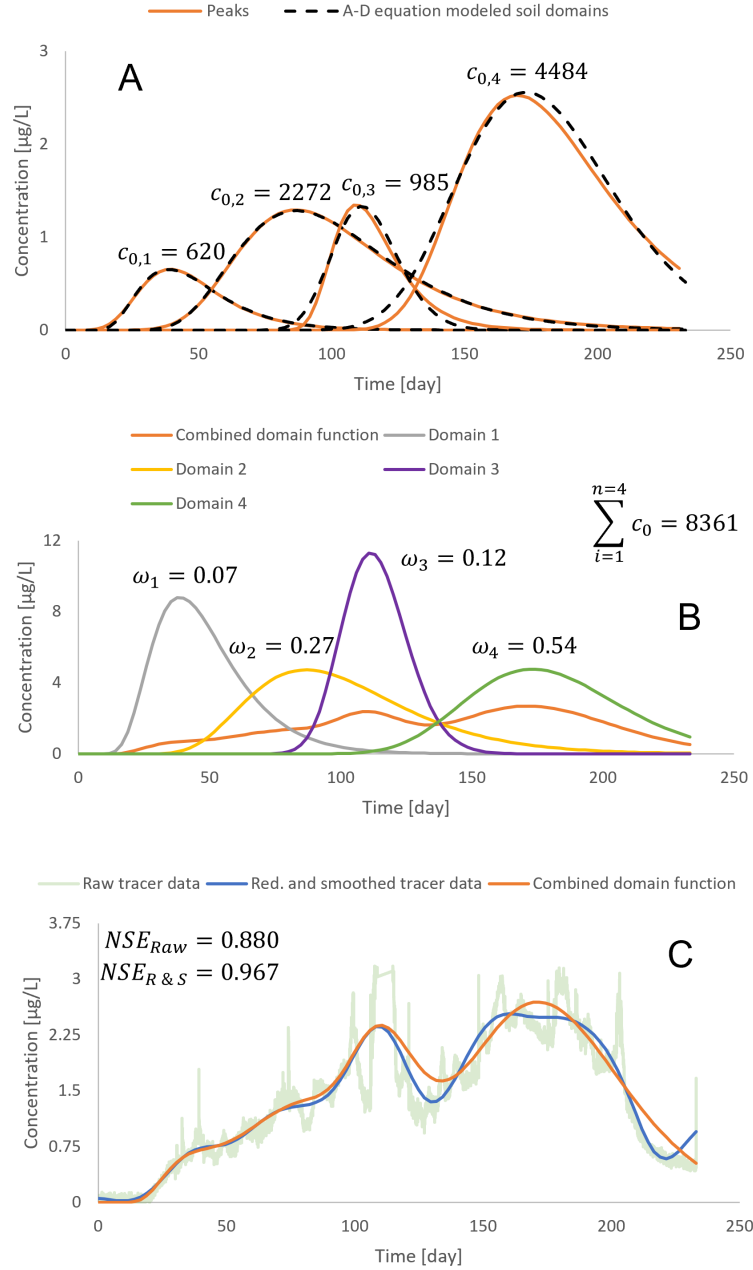 Peaks A-D equation modeled soil domains
A
3
2
1
0
Concentration [µg/L]
c0,1 = 620
c0,2 = 2272
c0,3 = 985
c0,4 = 4484
0 50 100 150 200 250
Time [day]
Combined domain function Domain 1
Domain 2 Domain 3
Domain 4
n=4
∑ c0 = 8361
i=1
B
12
8
4
0
Concentration [µg/L]
ω1 = 0.07
ω2 = 0.27
ω3 = 0.12
ω4 = 0.54
0 50 100 150 200 250
Time [day]
Raw tracer data Red. and smoothed tracer data Combined domain function
NSERaw = 0.880
NSER & S = 0.967
C
3.75
3
2.25
1.5
0.75
0
Concentration [µg/L]
0 50 100 150 200 250
Time [day]